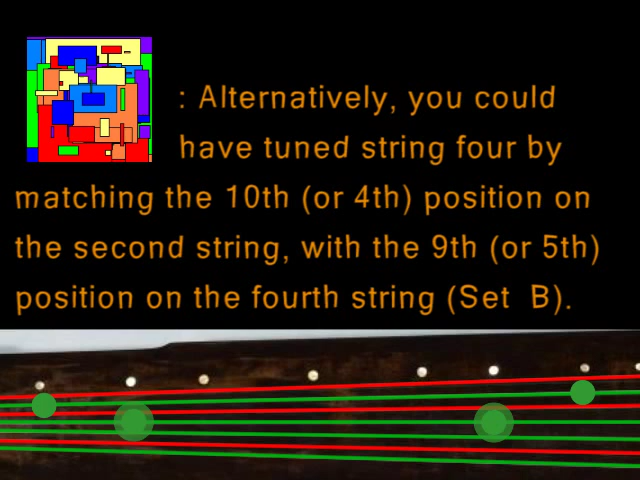 : Alternatively, you could
have tuned string four by
matching the 10th (or 4th) position on
the second string, with the 9th (or 5th)
position on the fourth string (Set B).